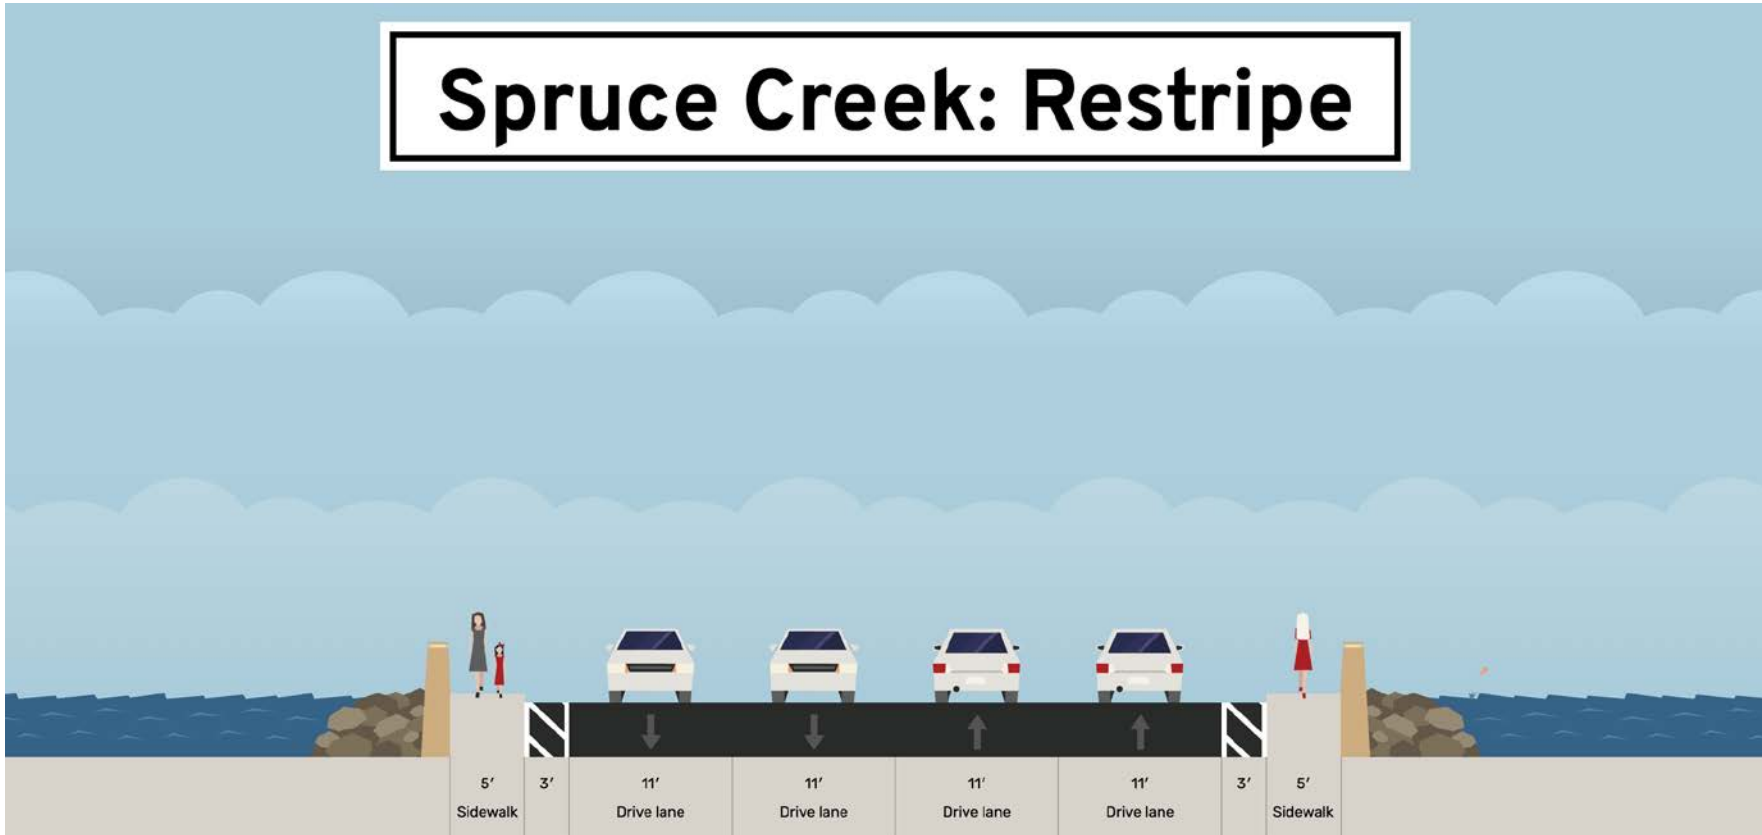 Spruce Creek: Restripe
5' 3' 11' 11' 11' 11' 3' 5'
Sidewalk Drive lane Drive lane Drive lane Drive lane Sidewalk